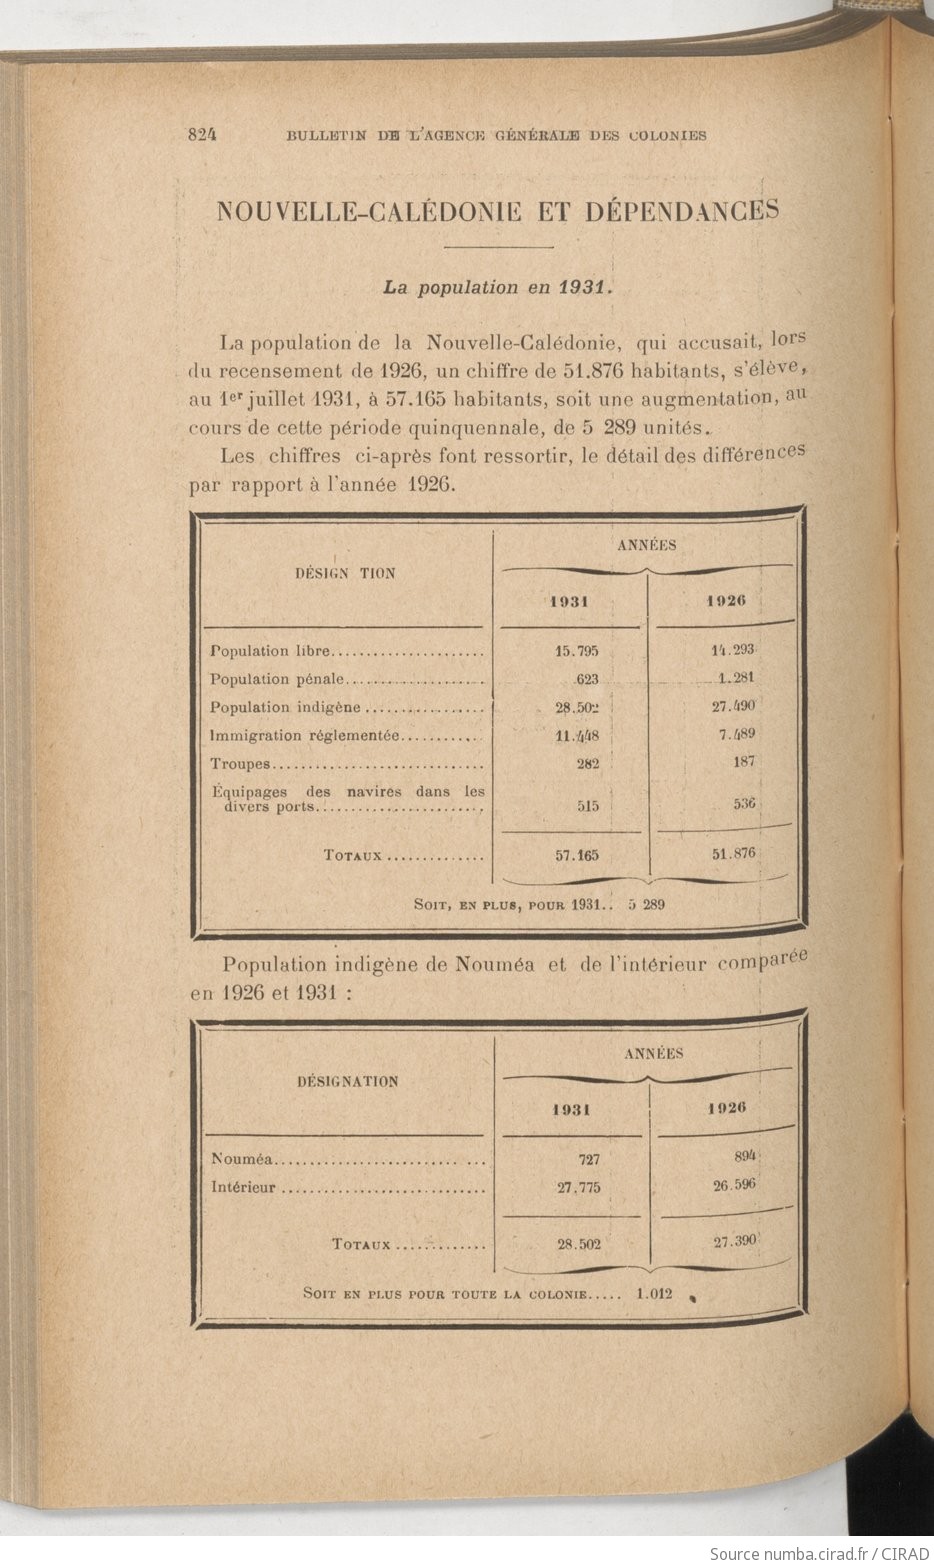 824 BULLETIN DE L'AGENCE GÉNÉRALE DES COLONIES
NOUVELLE-CALÉDONIE ET DÉPENDANCES
La population en 1931.
La population de la Nouvelle-Calédonie, qui accusait, lors
du recensement de 1926, un chiffre de 51.876 habitants, s'élève,
au 1er juillet 1931, à 57.165 habitants, soit une augmentation, au
cours de cette période quinquennale, de 5 289 unités.
Les chiffres ci-après font ressortir, le détail des différences
par rapport à l'année 1926.
ANNÉES
DÉSIGN TION
1931 1926
Population libre...................... 15.795 14.293
Population pénale.................... 623 1.281
Population indigène ................. 28.502 27.490
Immigration réglementée............ 11.448 7.489
Troupes.............................. 282 187
Équipages des navires dans les
divers ports........................ 515 536
TOTAUX .............. 57.165 51.876
SOIT, EN PLUS, POUR 1931.. 5 289
Population indigène de Nouméa et de l'intérieur comparée
en 1926 et 1931 :
ANNÉES
DÉSIGNATION
1931 1926
Nouméa.......................... ... 727 894
Intérieur ............................. 27.775 26.596
TOTAUX ............. 28.502 27.390
SOIT EN PLUS POUR TOUTE LA COLONIE..... 1.012
Source numba.cirad.fr / CIRAD